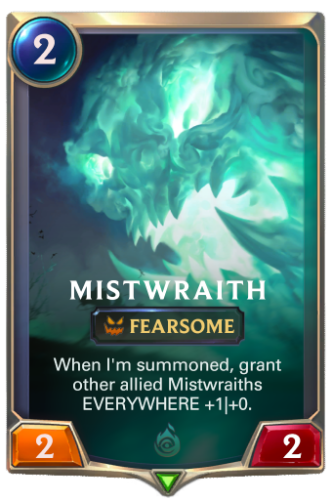 2
MISTWRAITH
FEARSOME
When I'm summoned, grant
other allied Mistwraiths
EVERYWHERE +1|+0.
2
2